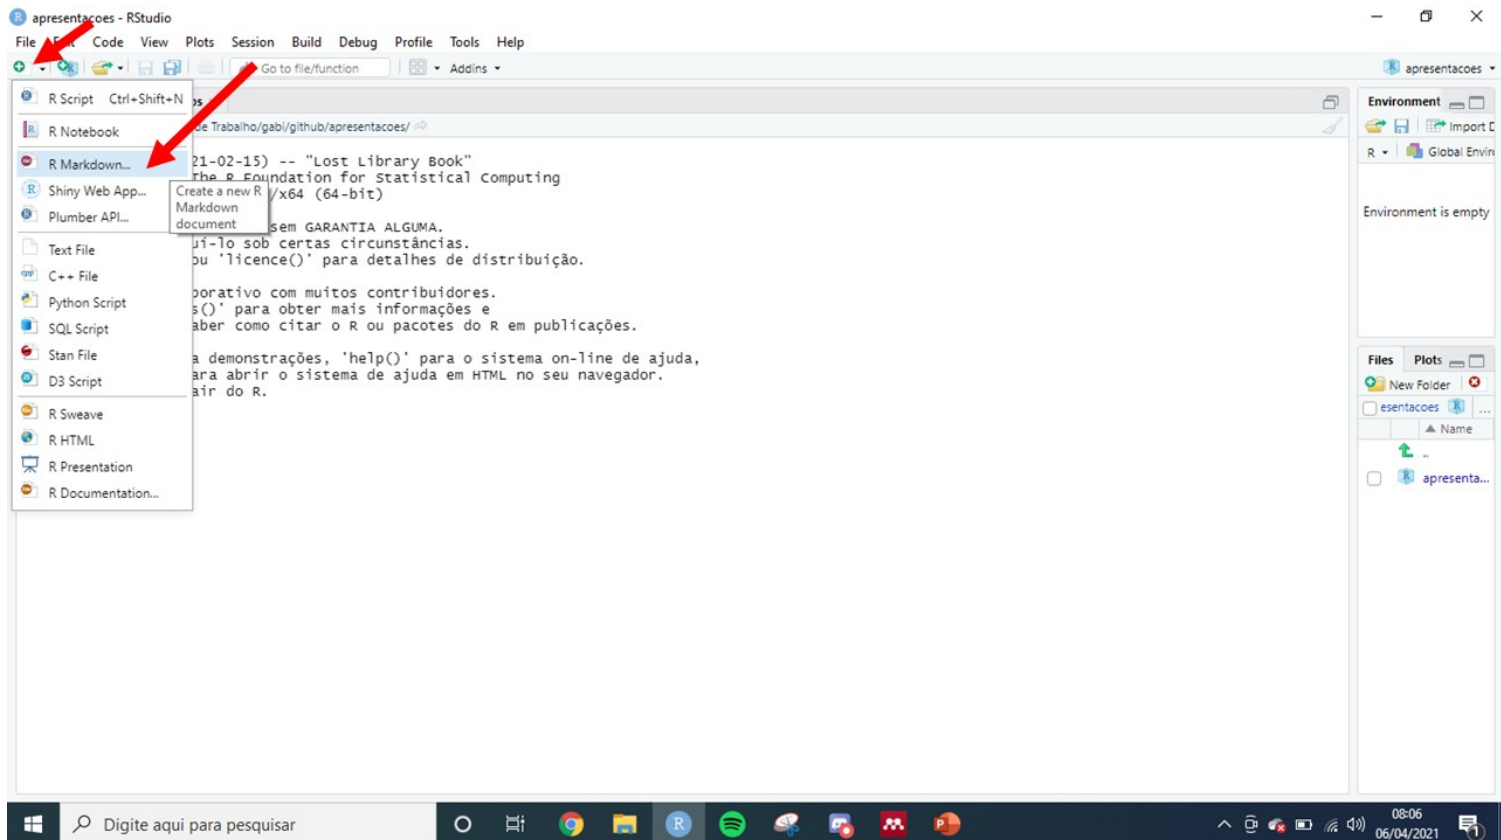 apresentacoes - RStudio
File Edit Code View Plots Session Build Debug Profile Tools Help
Go to file/function Addins apresentacoes
R Script Ctrl+Shift+N
R Notebook
R Markdown...
Shiny Web App...
Plumber API...
Text File
C++ File
Python Script
SQL Script
Stan File
D3 Script
R Sweave
R HTML
R Presentation
R Documentation...
Create a new R
Markdown
document
de Trabalho/gabi/github/apresentacoes/
21-02-15) -- "Lost Library Book"
The R Foundation for Statistical Computing
/x64 (64-bit)
sem GARANTIA ALGUMA.
uí-lo sob certas circunstâncias.
ou 'licence()' para detalhes de distribuição.
borativo com muitos contribuidores.
s()' para obter mais informações e
aber como citar o R ou pacotes do R em publicações.
a demonstrações, 'help()' para o sistema on-line de ajuda,
ara abrir o sistema de ajuda em HTML no seu navegador.
air do R.
Environment
Import D
R Global Envir
Environment is empty
Files Plots
New Folder
esentacoes ...
Name
..
apresenta...
Digite aqui para pesquisar
08:06
06/04/2021